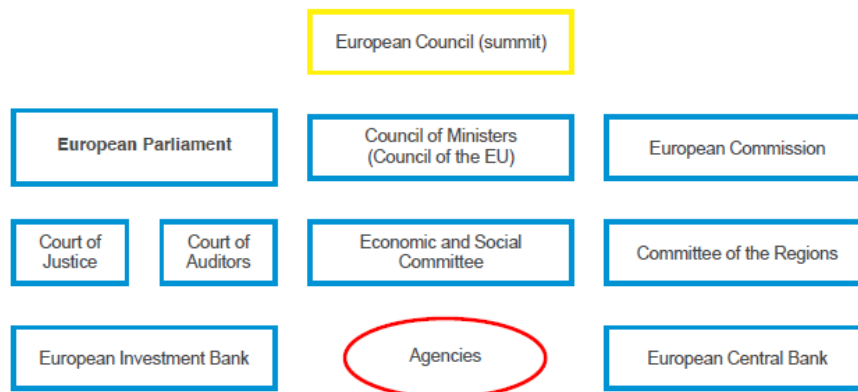 European Council (summit)
European Parliament
Council of Ministers
(Council of the EU)
European Commission
Court of
Justice
Court of
Auditors
Economic and Social
Committee
Committee of the Regions
European Investment Bank
Agencies
European Central Bank